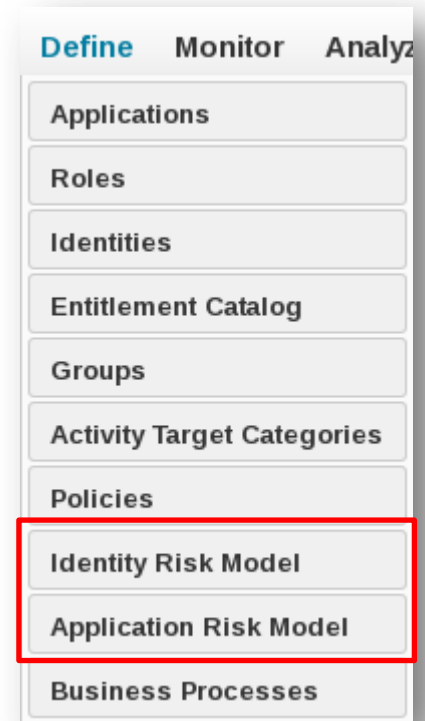 Define Monitor Analyz
Applications
Roles
Identities
Entitlement Catalog
Groups
Activity Target Categories
Policies
Identity Risk Model
Application Risk Model
Business Processes